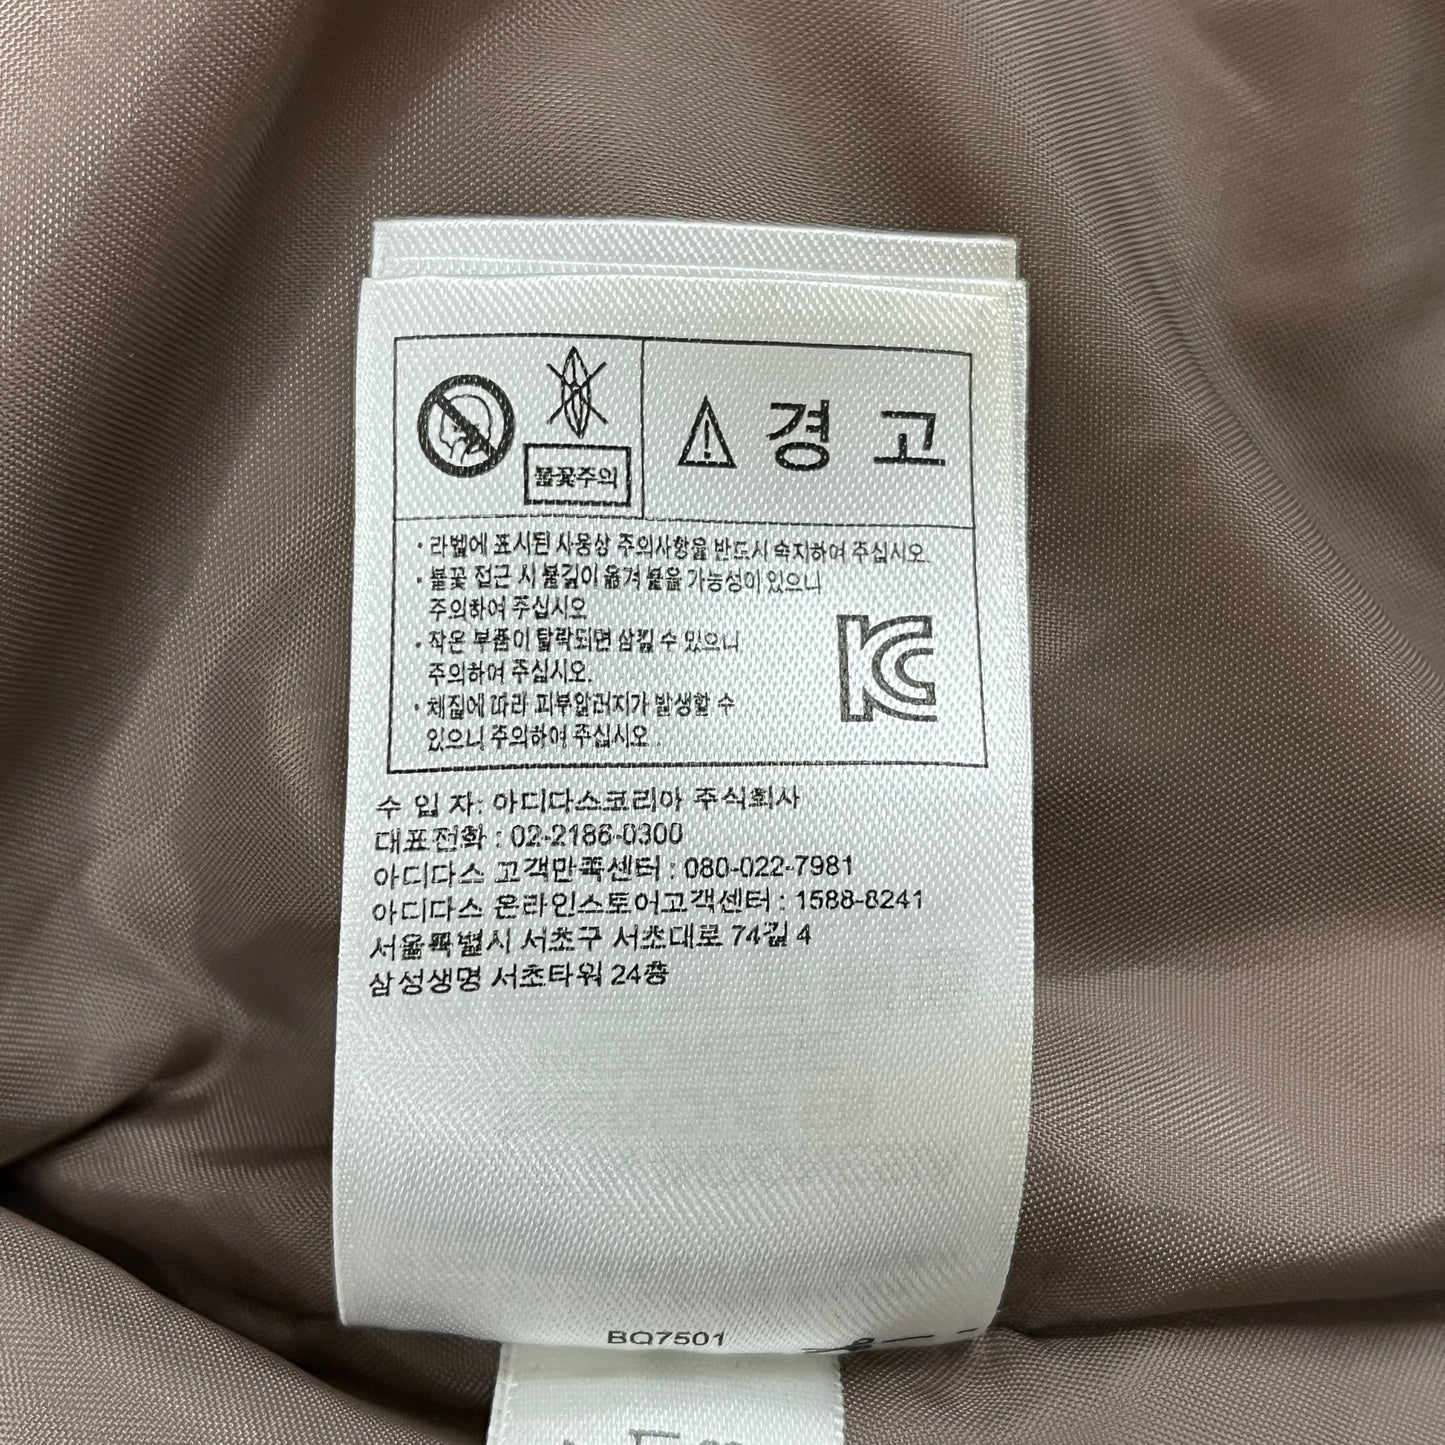 불꽃주의
경 고
· 라벨에 표시된 사용상 주의사항을 반드시 숙지하여 주십시오.
· 불꽃 접근 시 불길이 옮겨 붙을 가능성이 있으니
주의하여 주십시오
· 작은 부품이 탈락되면 삼킬 수 있으니
주의하여 주십시오.
· 체질에 따라 피부알러지가 발생할 수
있으니 주의하여 주십시오.
KC
수 입 자: 아디다스코리아 주식회사
대표전화 : 02-2186-0300
아디다스 고객만족센터 : 080-022-7981
아디다스 온라인스토어고객센터 : 1588-8241
서울특별시 서초구 서초대로 74길 4
삼성생명 서초타워 24층
BQ7501